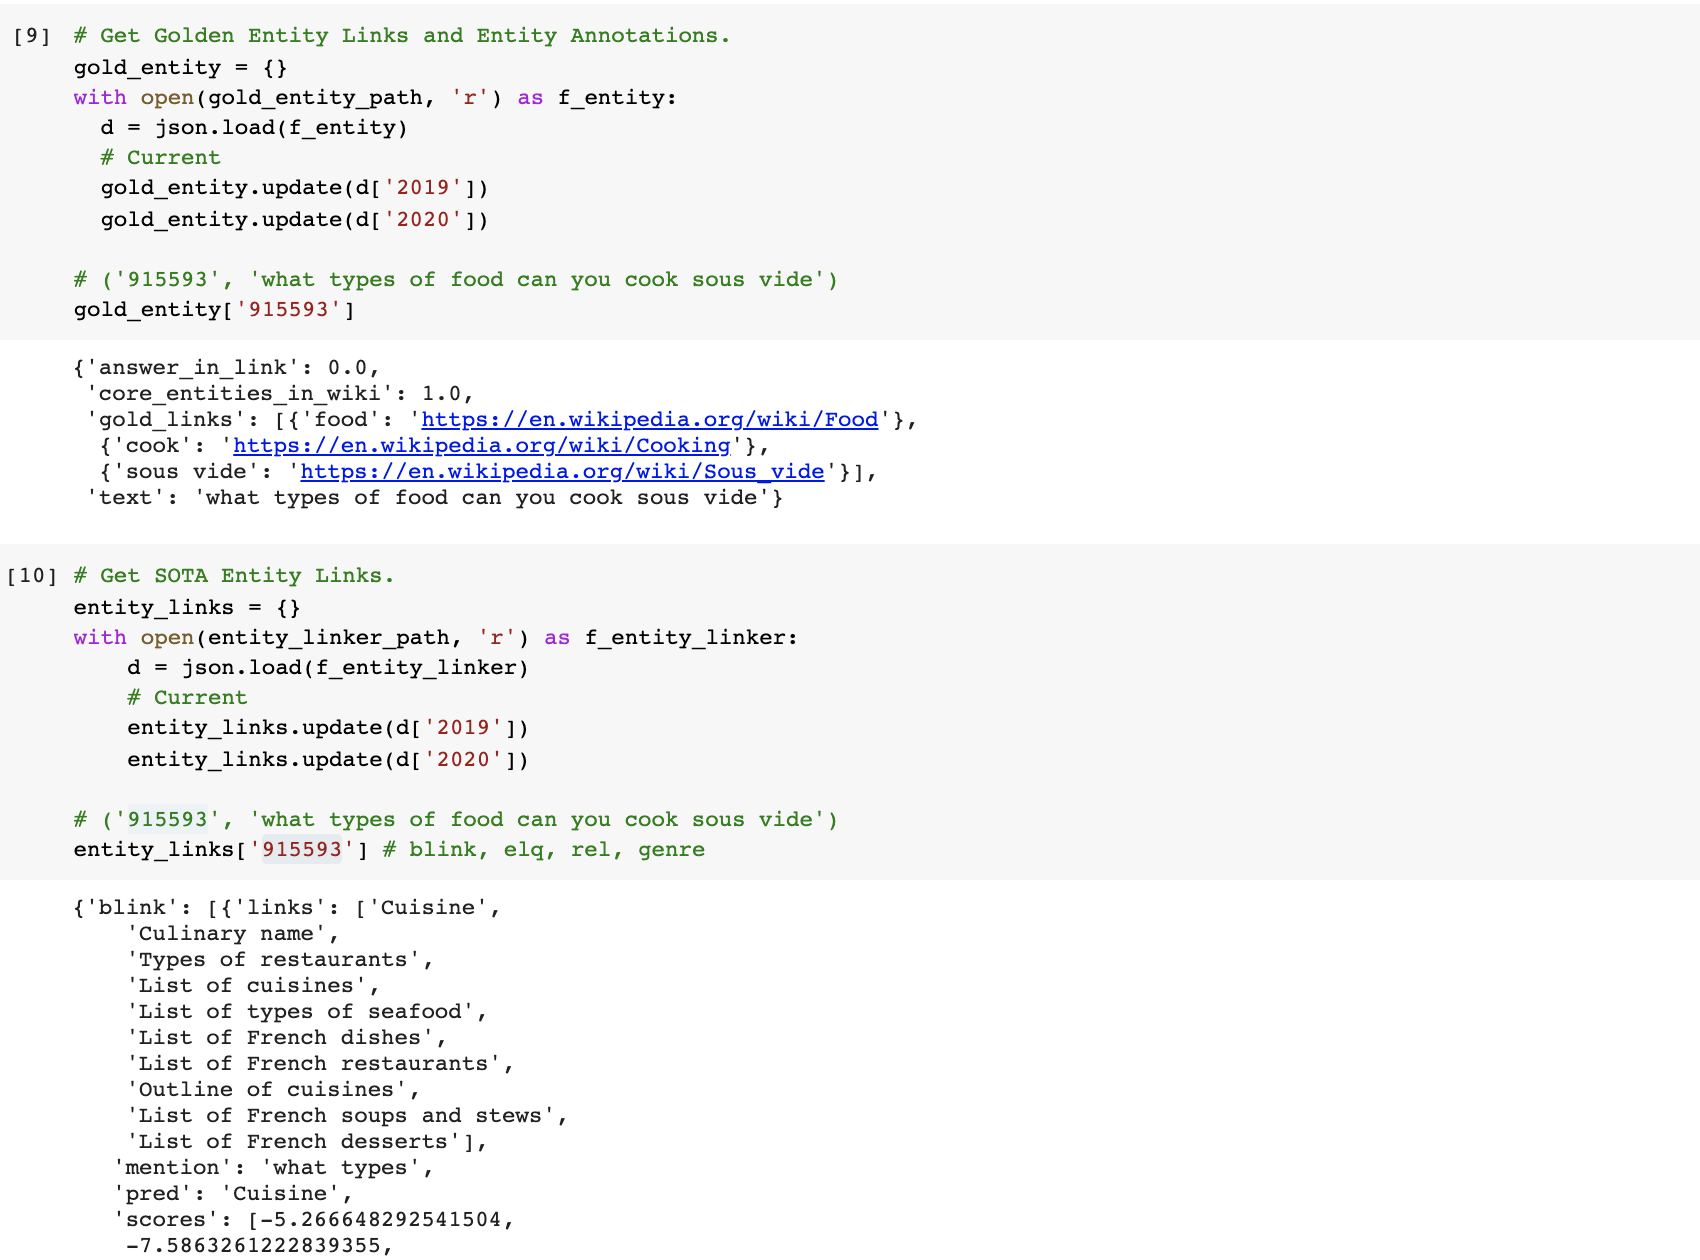 [9] # Get Golden Entity Links and Entity Annotations.
gold_entity = {}
with open(gold_entity_path, 'r') as f_entity:
  d = json.load(f_entity)
  # Current
  gold_entity.update(d['2019'])
  gold_entity.update(d['2020'])

# ('915593', 'what types of food can you cook sous vide')
gold_entity['915593']

{'answer_in_link': 0.0,
 'core_entities_in_wiki': 1.0,
 'gold_links': [{'food': 'https://en.wikipedia.org/wiki/Food'},
  {'cook': 'https://en.wikipedia.org/wiki/Cooking'},
  {'sous vide': 'https://en.wikipedia.org/wiki/Sous_vide'}],
 'text': 'what types of food can you cook sous vide'}

[10] # Get SOTA Entity Links.
entity_links = {}
with open(entity_linker_path, 'r') as f_entity_linker:
    d = json.load(f_entity_linker)
    # Current
    entity_links.update(d['2019'])
    entity_links.update(d['2020'])

# ('915593', 'what types of food can you cook sous vide')
entity_links['915593'] # blink, elq, rel, genre

{'blink': [{'links': ['Cuisine',
    'Culinary name',
    'Types of restaurants',
    'List of cuisines',
    'List of types of seafood',
    'List of French dishes',
    'List of French restaurants',
    'Outline of cuisines',
    'List of French soups and stews',
    'List of French desserts'],
   'mention': 'what types',
   'pred': 'Cuisine',
   'scores': [-5.266648292541504,
    -7.5863261222839355,